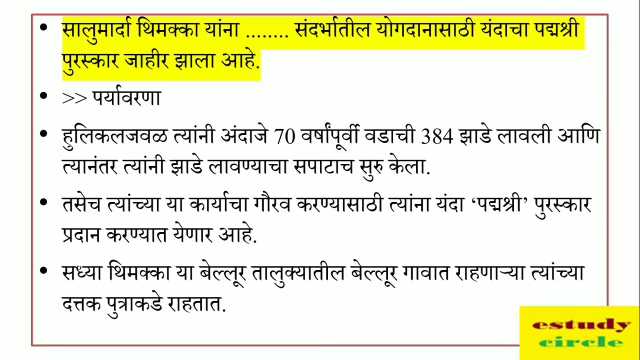 • सालुमार्दा थिमक्का यांना ........ संदर्भातील योगदानासाठी यंदाचा पद्मश्री
पुरस्कार जाहीर झाला आहे.
• >> पर्यावरणा
• हुलिकलजवळ त्यांनी अंदाजे 70 वर्षांपूर्वी वडाची 384 झाडे लावली आणि
त्यानंतर त्यांनी झाडे लावण्याचा सपाटाच सुरु केला.
• तसेच त्यांच्या या कार्याचा गौरव करण्यासाठी त्यांना यंदा ‘पद्मश्री’ पुरस्कार
प्रदान करण्यात येणार आहे.
• सध्या थिमक्का या बेल्लूर तालुक्यातील बेल्लूर गावात राहणाऱ्या त्यांच्या
दत्तक पुत्राकडे राहतात.
estudy
circle